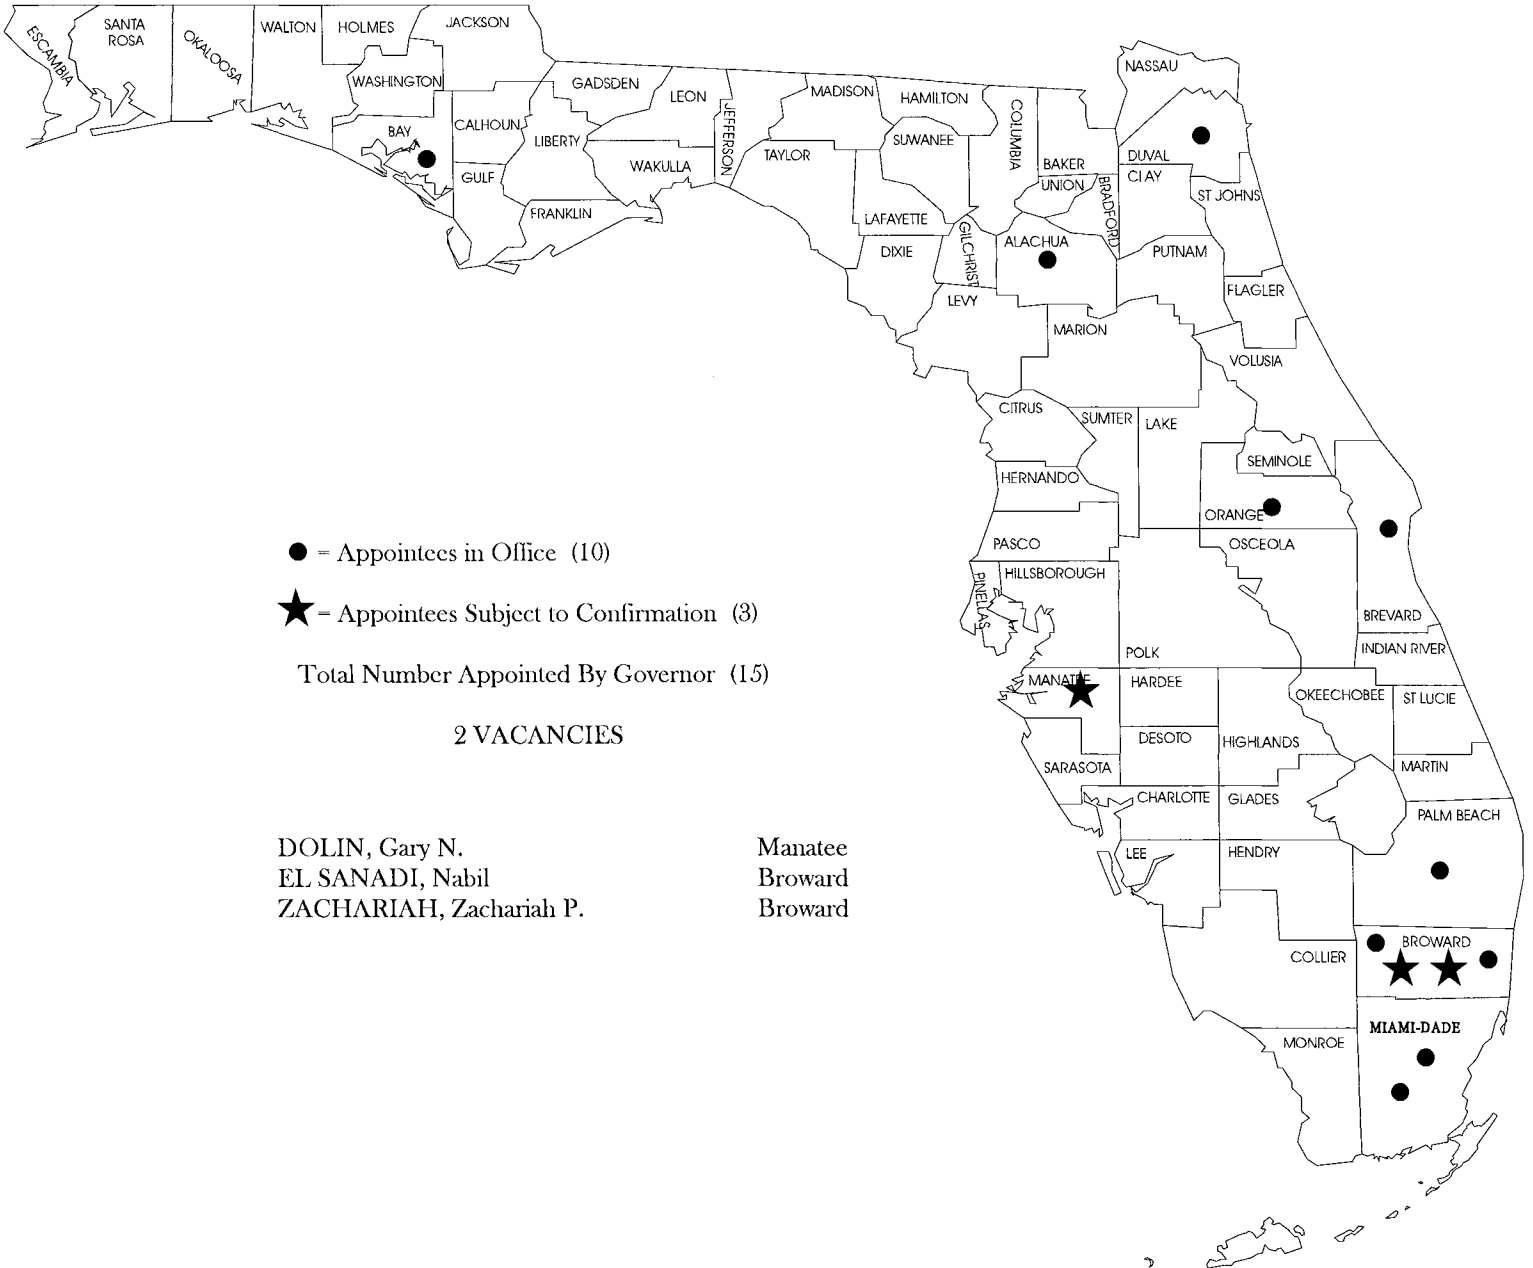 ESCAMBIA
SANTA
ROSA
OKALOOSA
WALTON
HOLMES
JACKSON
WASHINGTON
BAY
CALHOUN
GULF
GADSDEN
LIBERTY
FRANKLIN
LEON
WAKULLA
JEFFERSON
MADISON
TAYLOR
HAMILTON
SUWANEE
LAFAYETTE
DIXIE
COLUMBIA
GILCHRIST
LEVY
BAKER
UNION
BRADFORD
ALACHUA
NASSAU
DUVAL
CLAY
ST JOHNS
PUTNAM
FLAGLER
MARION
VOLUSIA
CITRUS
SUMTER
LAKE
SEMINOLE
HERNANDO
ORANGE
PASCO
OSCEOLA
HILLSBOROUGH
PINELLAS
BREVARD
POLK
INDIAN RIVER
MANATEE
HARDEE
OKEECHOBEE
ST LUCIE
DESOTO
HIGHLANDS
SARASOTA
MARTIN
CHARLOTTE
GLADES
PALM BEACH
LEE
HENDRY
BROWARD
COLLIER
MIAMI-DADE
MONROE
= Appointees in Office (10)
= Appointees Subject to Confirmation (3)
Total Number Appointed By Governor (15)
2 VACANCIES
DOLIN, Gary N. Manatee
EL SANADI, Nabil Broward
ZACHARIAH, Zachariah P. Broward